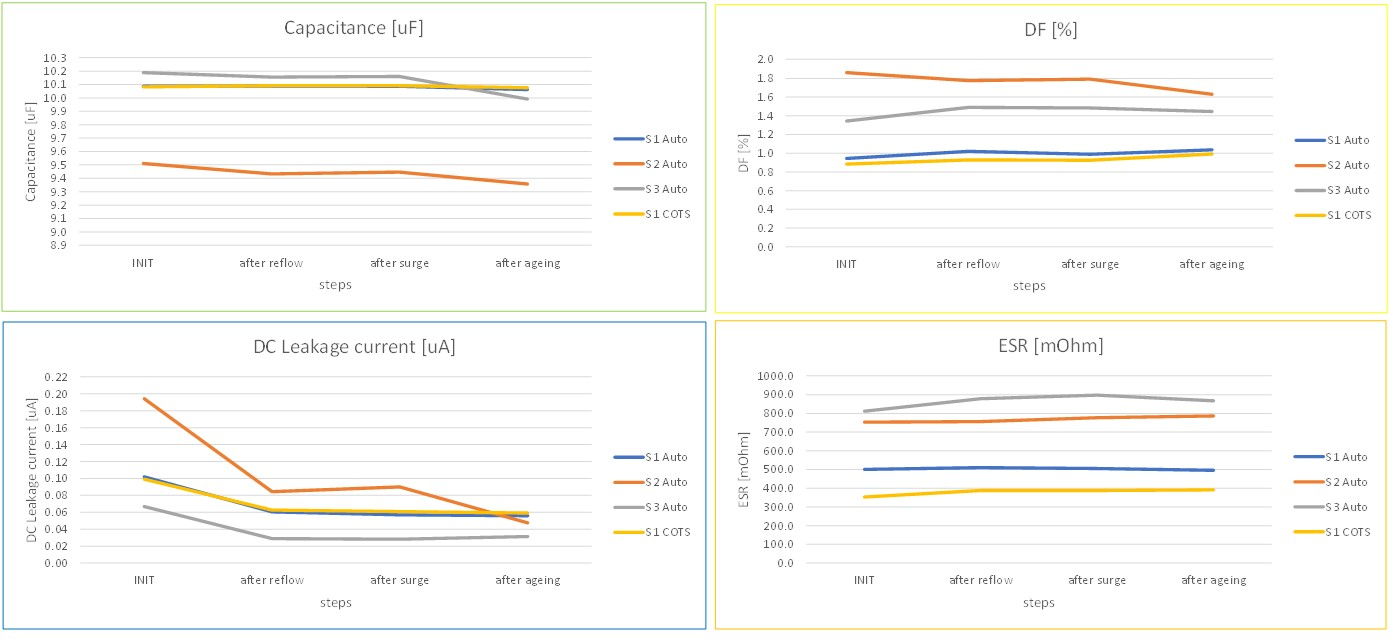 Capacitance [uF]
Capacitance [uF]
10.3
10.2
10.1
10.0
9.9
9.8
9.7
9.6
9.5
9.4
9.3
9.2
9.1
9.0
8.9
INIT after reflow after surge after ageing
steps
S1 Auto
S2 Auto
S3 Auto
S1 COTS
DF [%]
DF [%]
2.0
1.8
1.6
1.4
1.2
1.0
0.8
0.6
0.4
0.2
0.0
INIT after reflow after surge after ageing
steps
S1 Auto
S2 Auto
S3 Auto
S1 COTS
DC Leakage current [uA]
DC Leakage current [uA]
0.22
0.20
0.18
0.16
0.14
0.12
0.10
0.08
0.06
0.04
0.02
0.00
INIT after reflow after surge after ageing
steps
S1 Auto
S2 Auto
S3 Auto
S1 COTS
ESR [mOhm]
ESR [mOhm]
1000.0
900.0
800.0
700.0
600.0
500.0
400.0
300.0
200.0
100.0
0.0
INIT after reflow after surge after ageing
steps
S1 Auto
S2 Auto
S3 Auto
S1 COTS